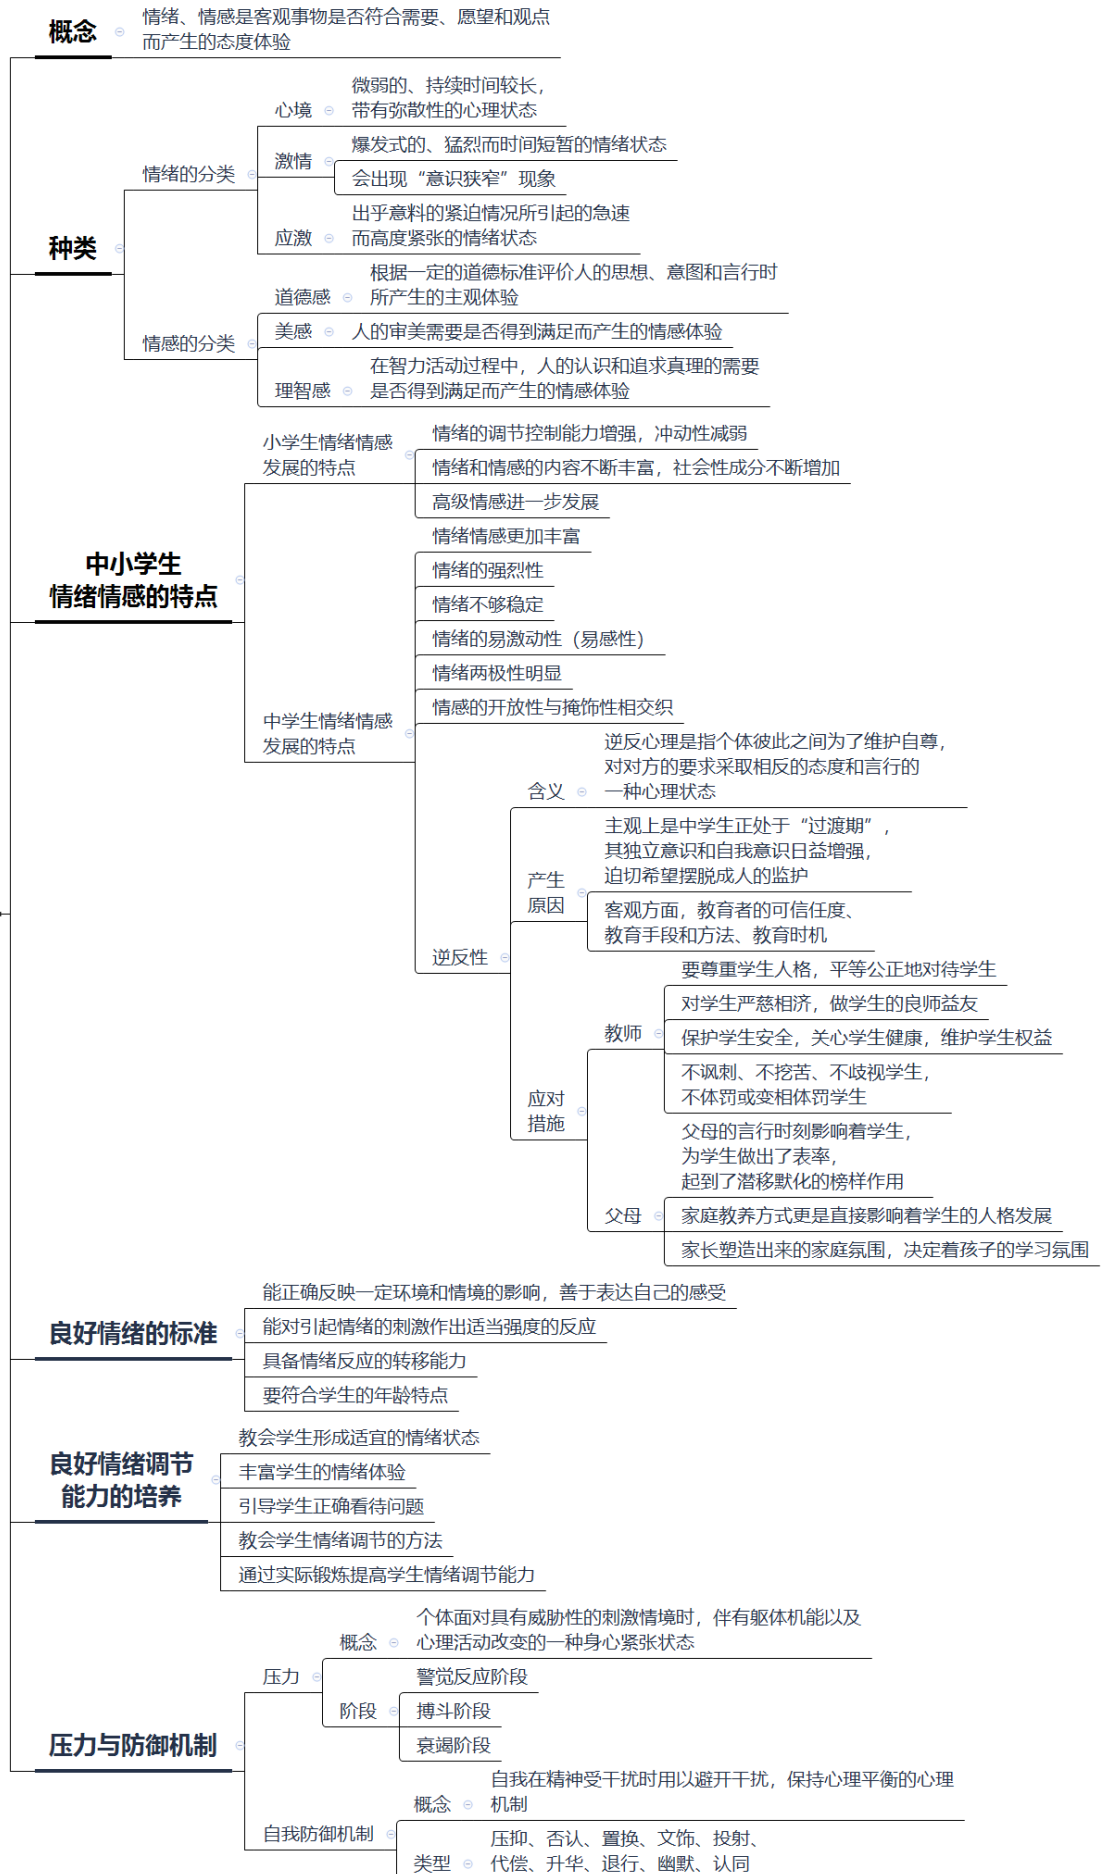 概念
情绪、情感是客观事物是否符合需要、愿望和观点
而产生的态度体验
种类
情绪的分类
心境
微弱的、持续时间较长，
带有弥散性的心理状态
激情
爆发式的、猛烈而时间短暂的情绪状态
会出现“意识狭窄”现象
应激
出乎意料的紧迫情况所引起的急速
而高度紧张的情绪状态
情感的分类
道德感
根据一定的道德标准评价人的思想、意图和言行时
所产生的主观体验
美感
人的审美需要是否得到满足而产生的情感体验
理智感
在智力活动过程中，人的认识和追求真理的需要
是否得到满足而产生的情感体验
中小学生
情绪情感的特点
小学生情绪情感
发展的特点
情绪的调节控制能力增强，冲动性减弱
情绪和情感的内容不断丰富，社会性成分不断增加
高级情感进一步发展
中学生情绪情感
发展的特点
情绪情感更加丰富
情绪的强烈性
情绪不够稳定
情绪的易激动性（易感性）
情绪两极性明显
情感的开放性与掩饰性相交织
逆反性
含义
逆反心理是指个体彼此之间为了维护自尊，
对对方的要求采取相反的态度和言行的
一种心理状态
产生
原因
主观上是中学生正处于“过渡期”，
其独立意识和自我意识日益增强，
迫切希望摆脱成人的监护
客观方面，教育者的可信任度、
教育手段和方法、教育时机
应对
措施
教师
要尊重学生人格，平等公正地对待学生
对学生严慈相济，做学生的良师益友
保护学生安全，关心学生健康，维护学生权益
不讽刺、不挖苦、不歧视学生，
不体罚或变相体罚学生
父母
父母的言行时刻影响着学生，
为学生做出了表率，
起到了潜移默化的榜样作用
家庭教养方式更是直接影响着学生的人格发展
家长塑造出来的家庭氛围，决定着孩子的学习氛围
良好情绪的标准
能正确反映一定环境和情境的影响，善于表达自己的感受
能对引起情绪的刺激作出适当强度的反应
具备情绪反应的转移能力
要符合学生的年龄特点
良好情绪调节
能力的培养
教会学生形成适宜的情绪状态
丰富学生的情绪体验
引导学生正确看待问题
教会学生情绪调节的方法
通过实际锻炼提高学生情绪调节能力
压力与防御机制
压力
概念
个体面对具有威胁性的刺激情境时，伴有躯体机能以及
心理活动改变的一种身心紧张状态
阶段
警觉反应阶段
搏斗阶段
衰竭阶段
自我防御机制
概念
自我在精神受干扰时用以避开干扰，保持心理平衡的心理
机制
类型
压抑、否认、置换、文饰、投射、
代偿、升华、退行、幽默、认同